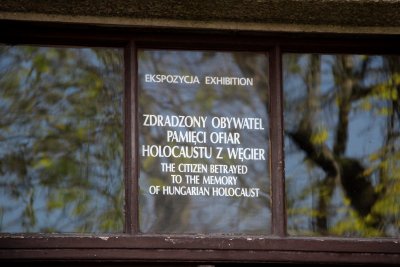 EKSPOZYCJA EXHIBITION
ZDRADZONY OBYWATEL
PAMIĘCI OFIAR
HOLOCAUSTU Z WĘGIER
THE CITIZEN BETRAYED
TO THE MEMORY
OF HUNGARIAN HOLOCAUST